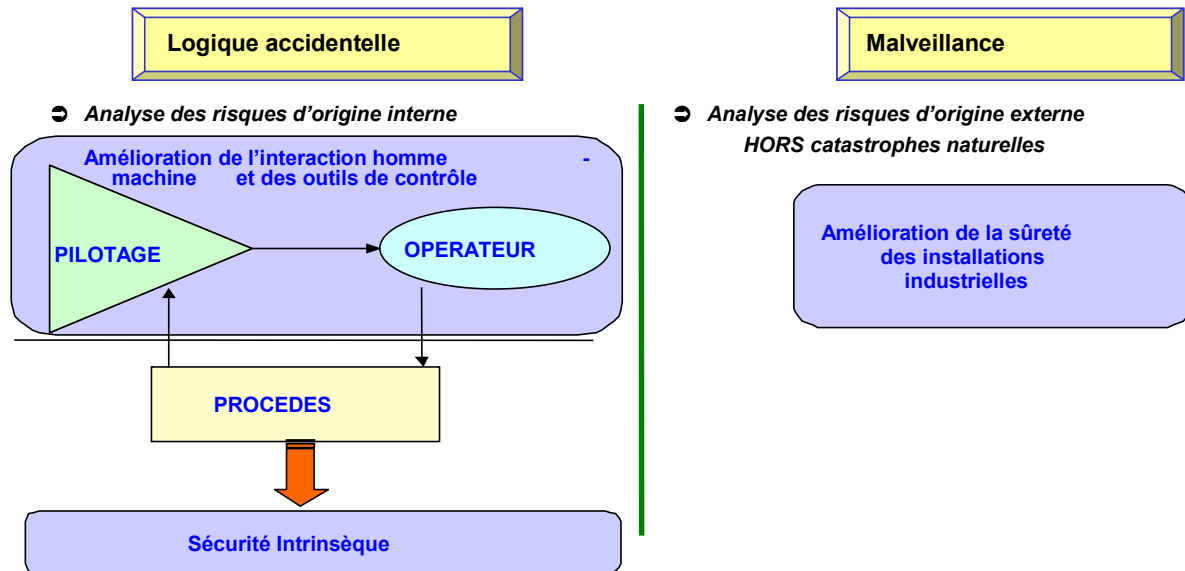 Logique accidentelle
➲ Analyse des risques d'origine interne
Amélioration de l'interaction homme -
machine et des outils de contrôle
PILOTAGE
OPERATEUR
PROCEDES
Sécurité Intrinsèque
Malveillance
➲ Analyse des risques d'origine externe
HORS catastrophes naturelles
Amélioration de la sûreté
des installations
industrielles